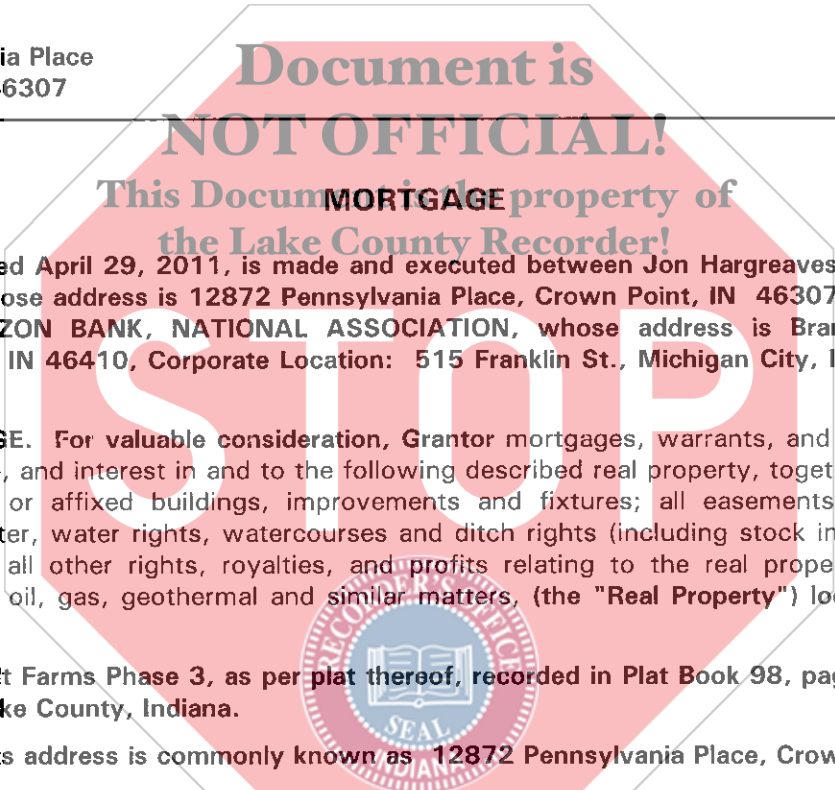 ia Place
6307
Document is
NOT OFFICIAL!
MORTGAGE
This Document is the property of
the Lake County Recorder!
ed April 29, 2011, is made and executed between Jon Hargreaves
ose address is 12872 Pennsylvania Place, Crown Point, IN 46307
ZON BANK, NATIONAL ASSOCIATION, whose address is Bra
IN 46410, Corporate Location: 515 Franklin St., Michigan City, I
STOP
GE. For valuable consideration, Grantor mortgages, warrants, and
, and interest in and to the following described real property, toget
or affixed buildings, improvements and fixtures; all easements
ter, water rights, watercourses and ditch rights (including stock in
all other rights, royalties, and profits relating to the real prope
oil, gas, geothermal and similar matters, (the "Real Property") lo
RECORDER'S OFFICE
SEAL
INDIANA
t Farms Phase 3, as per plat thereof, recorded in Plat Book 98, pag
ke County, Indiana.
ts address is commonly known as 12872 Pennsylvania Place, Crow